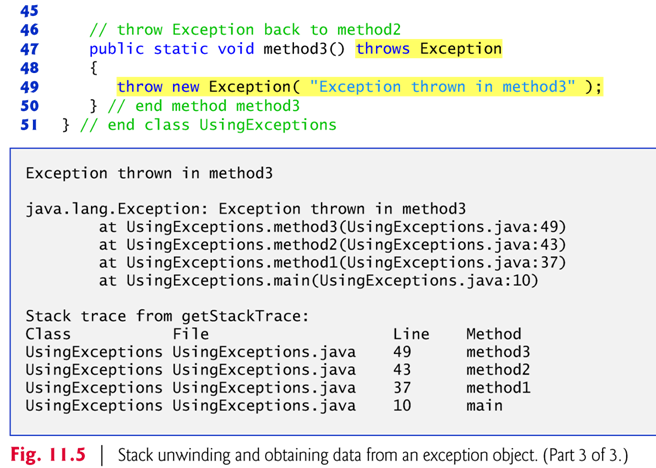 45
46 // throw Exception back to method2
47 public static void method3() throws Exception
48 {
49 throw new Exception( "Exception thrown in method3" );
50 } // end method method3
51 } // end class UsingExceptions
Exception thrown in method3
java.lang.Exception: Exception thrown in method3
at UsingExceptions.method3(UsingExceptions.java:49)
at UsingExceptions.method2(UsingExceptions.java:43)
at UsingExceptions.method1(UsingExceptions.java:37)
at UsingExceptions.main(UsingExceptions.java:10)
Stack trace from getStackTrace:
Class File Line Method
UsingExceptions UsingExceptions.java 49 method3
UsingExceptions UsingExceptions.java 43 method2
UsingExceptions UsingExceptions.java 37 method1
UsingExceptions UsingExceptions.java 10 main
Fig. 11.5 | Stack unwinding and obtaining data from an exception object. (Part 3 of 3.)